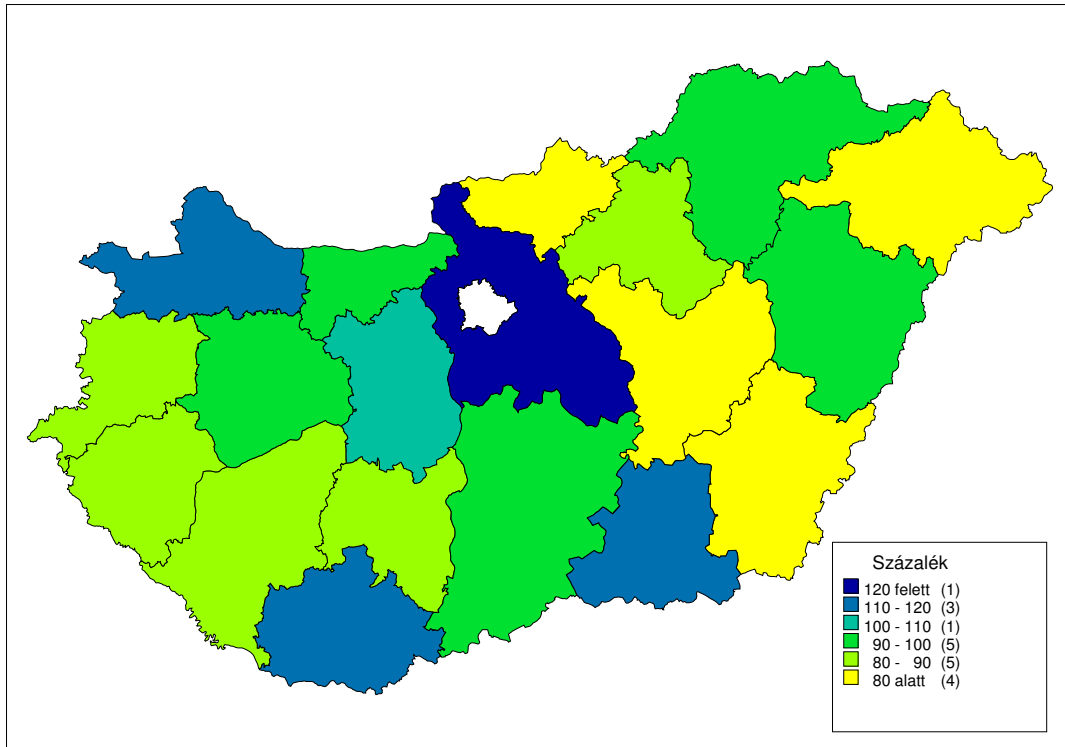 Százalék
120 felett (1)
110 - 120 (3)
100 - 110 (1)
90 - 100 (5)
80 - 90 (5)
80 alatt (4)